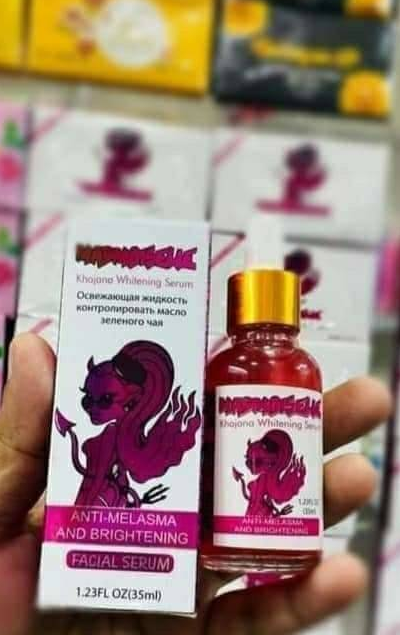 MADMOISELLE
Khojana Whitening Serum
Освежающая жидкость
контролировать масло
зеленого чая
ANTI-MELASMA
AND BRIGHTENING
FACIAL SERUM
1.23FL OZ(35ml)
Khojana Whitening Serum
ANTI-MELASMA
AND BRIGHTENING